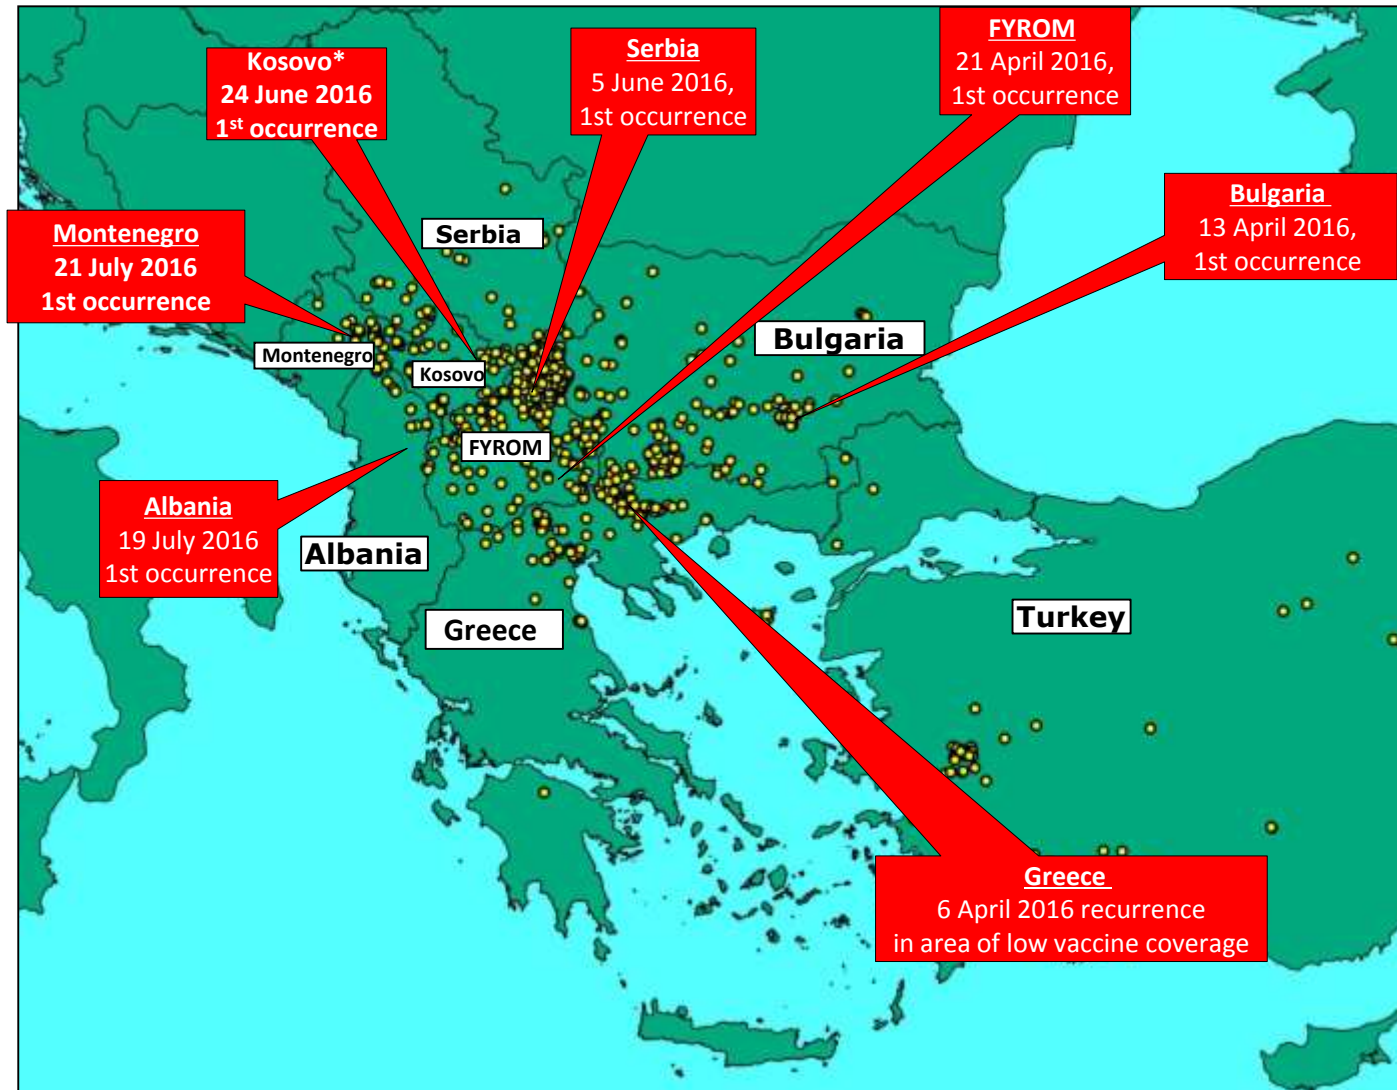 FYROM
21 April 2016,
1st occurrence
Serbia
5 June 2016,
1st occurrence
Kosovo*
24 June 2016
1st occurrence
Bulgaria
13 April 2016,
1st occurrence
Montenegro
21 July 2016
1st occurrence
Serbia
Bulgaria
Montenegro
Kosovo
FYROM
Albania
19 July 2016
1st occurrence
Albania
Greece
Turkey
Greece
6 April 2016 recurrence
in area of low vaccine coverage